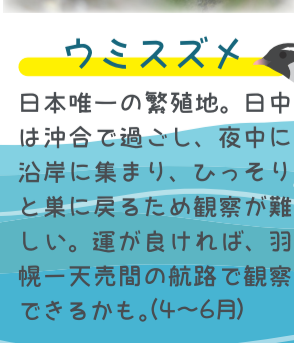 ウミスズメ
日本唯一の繁殖地。日中
は沖合で過ごし、夜中に
沿岸に集まり、ひっそり
と巣に戻るため観察が難
しい。運が良ければ、羽
幌一天売間の航路で観察
できるかも。(4〜6月)